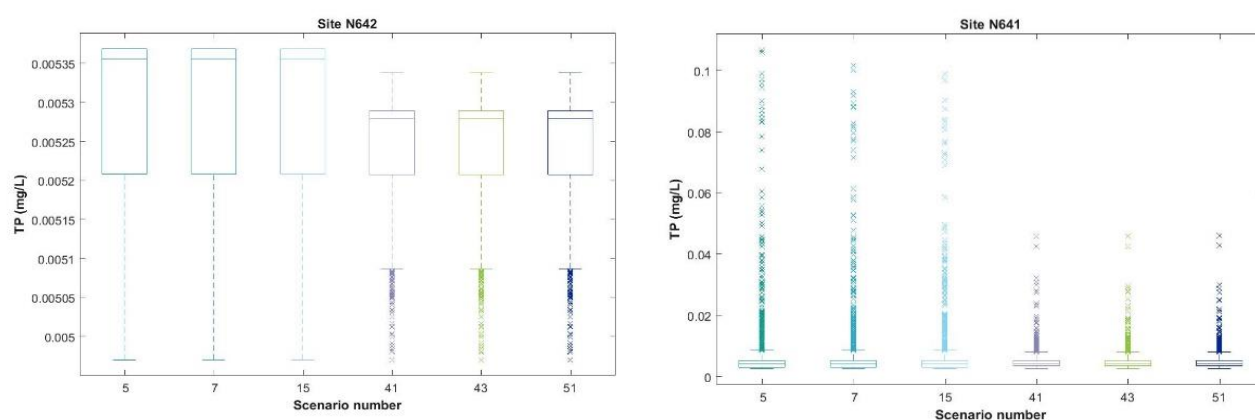 Site N642
TP (mg/L)
0.00535
0.0053
0.00525
0.0052
0.00515
0.0051
0.00505
0.005
5 7 15 41 43 51
Scenario number
Site N641
TP (mg/L)
0.1
0.08
0.06
0.04
0.02
0
5 7 15 41 43 51
Scenario number